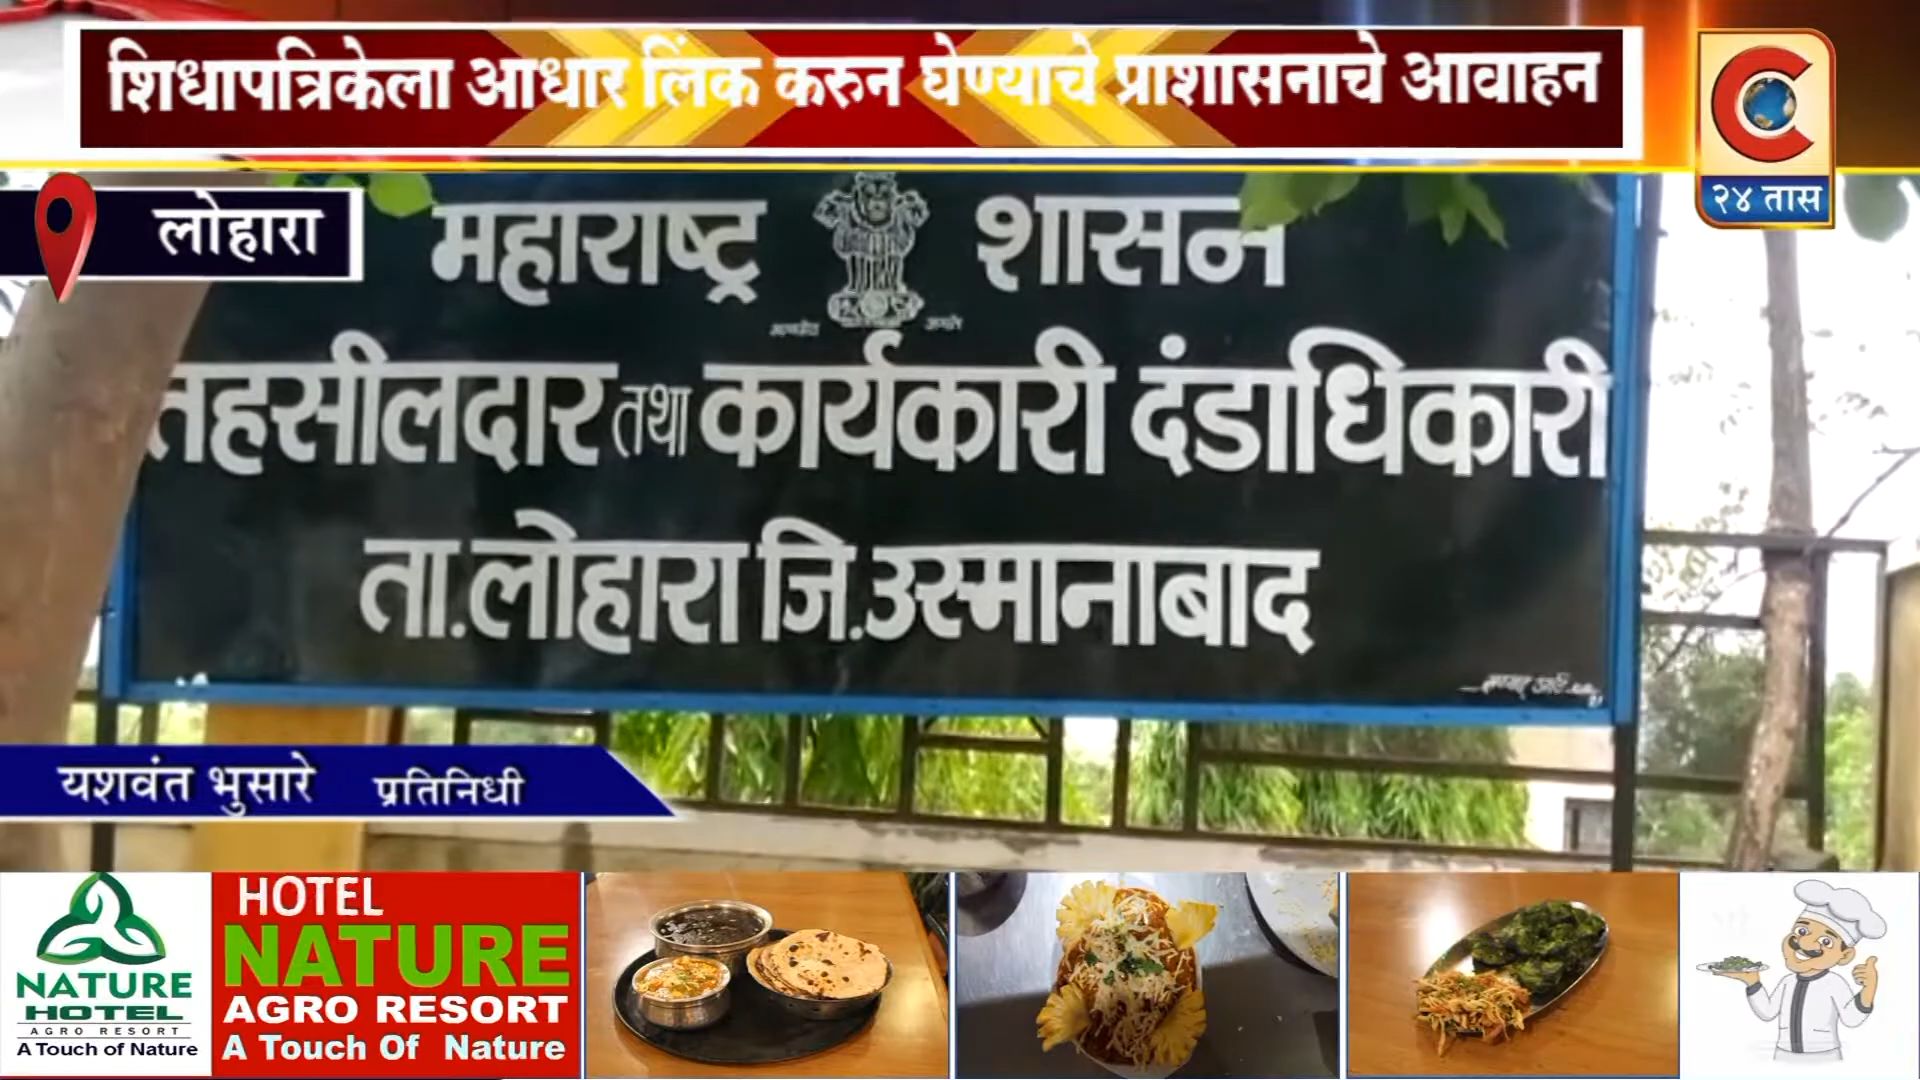 शिधापत्रिकेला आधार लिंक करुन घेण्याचे प्राशासनाचे आवाहन
२४ तास
लोहारा
महाराष्ट्र शासन
तहसीलदार तथा कार्यकारी दंडाधिकारी
ता.लोहारा जि.उस्मानाबाद
यशवंत भुसारे प्रतिनिधी
NATURE
HOTEL
AGRO RESORT
A Touch of Nature
HOTEL
NATURE
AGRO RESORT
A Touch Of Nature